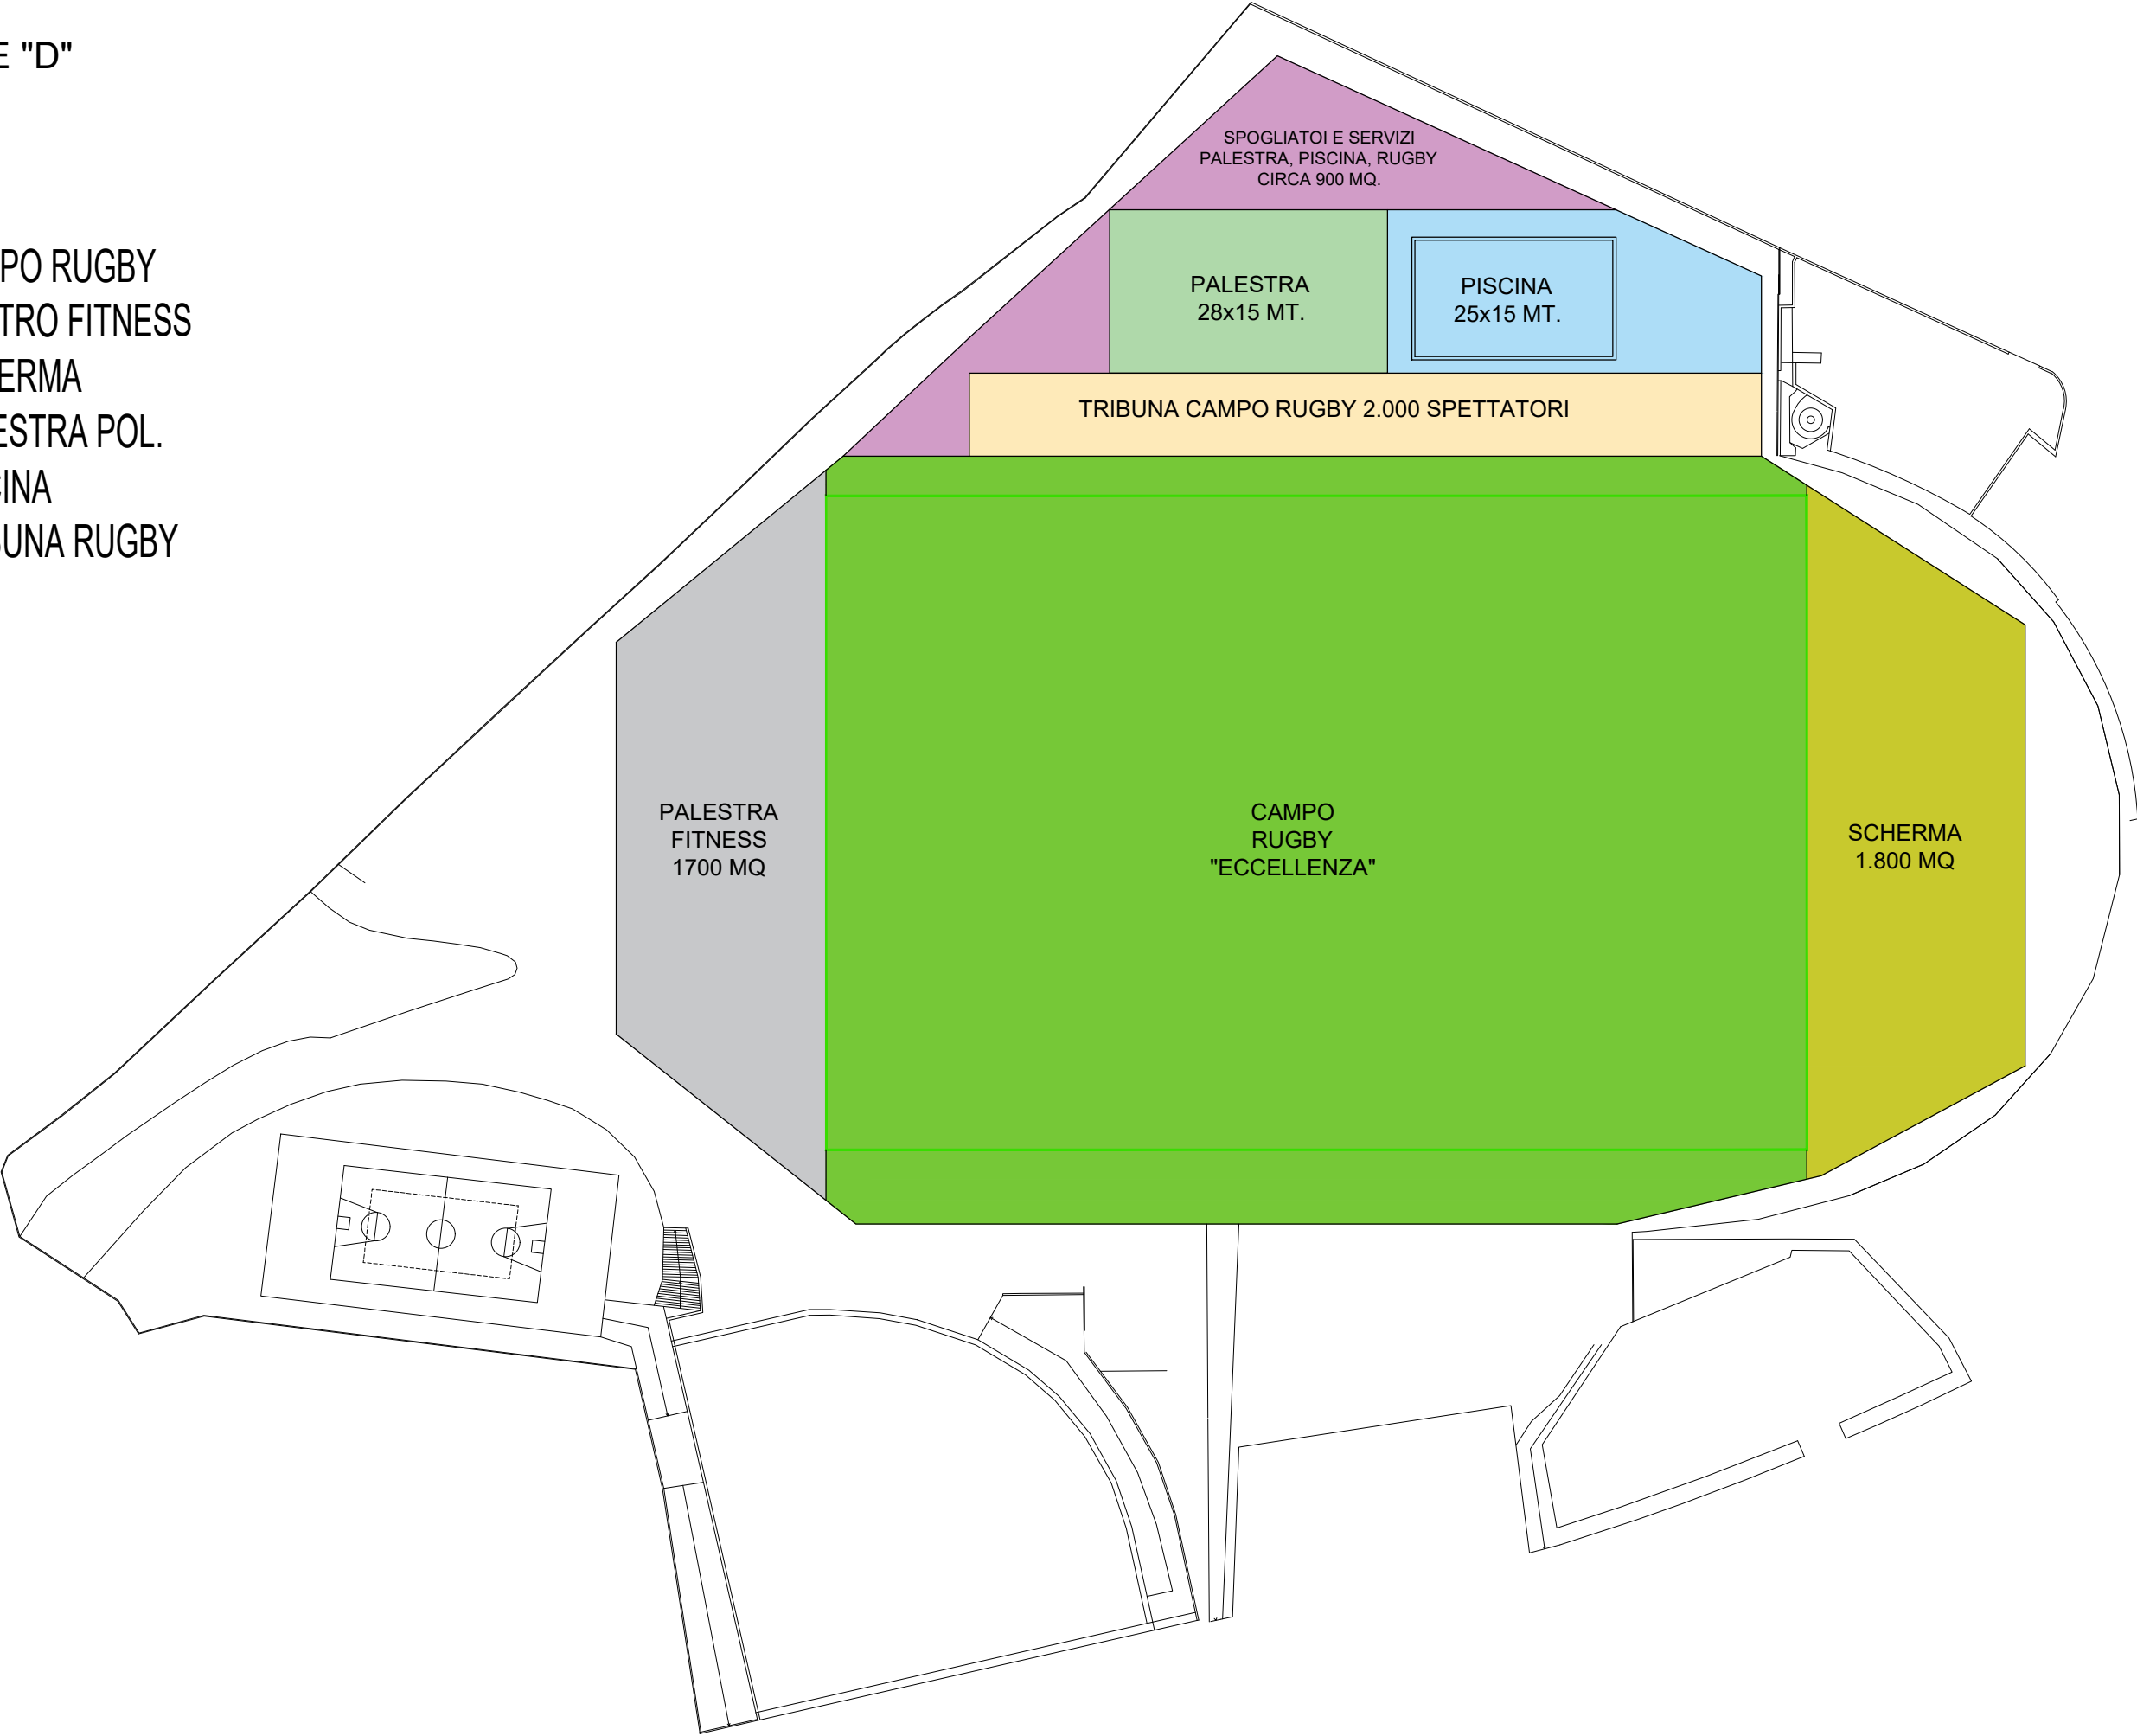 E "D"
PO RUGBY
TRO FITNESS
ERMA
ESTRA POL.
CINA
BUNA RUGBY
SPOGLIATOI E SERVIZI
PALESTRA, PISCINA, RUGBY
CIRCA 900 MQ.
PALESTRA
28x15 MT.
PISCINA
25x15 MT.
TRIBUNA CAMPO RUGBY 2.000 SPETTATORI
PALESTRA
FITNESS
1700 MQ
CAMPO
RUGBY
"ECCELLENZA"
SCHERMA
1.800 MQ